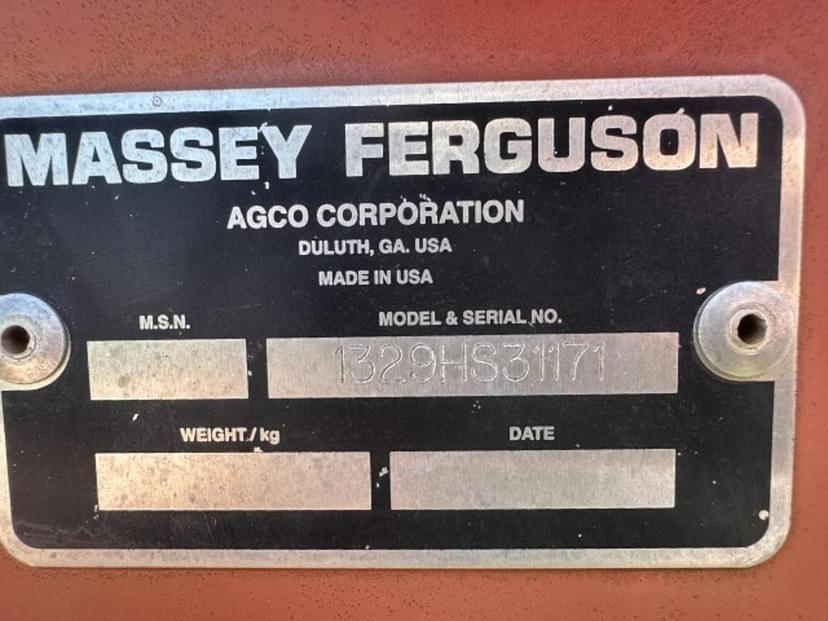 MASSEY FERGUSON
AGCO CORPORATION
DULUTH, GA. USA
MADE IN USA
M.S.N.
MODEL & SERIAL NO.
1329HS31171
WEIGHT / kg
DATE